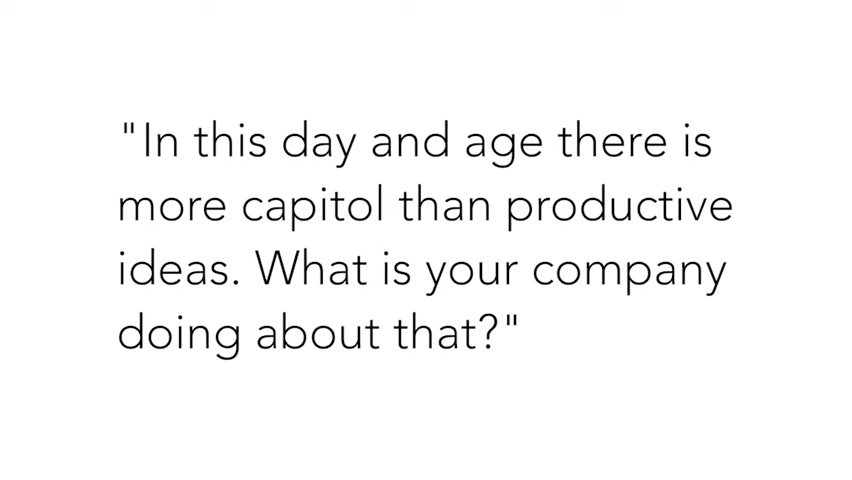 "In this day and age there is
more capitol than productive
ideas. What is your company
doing about that?"